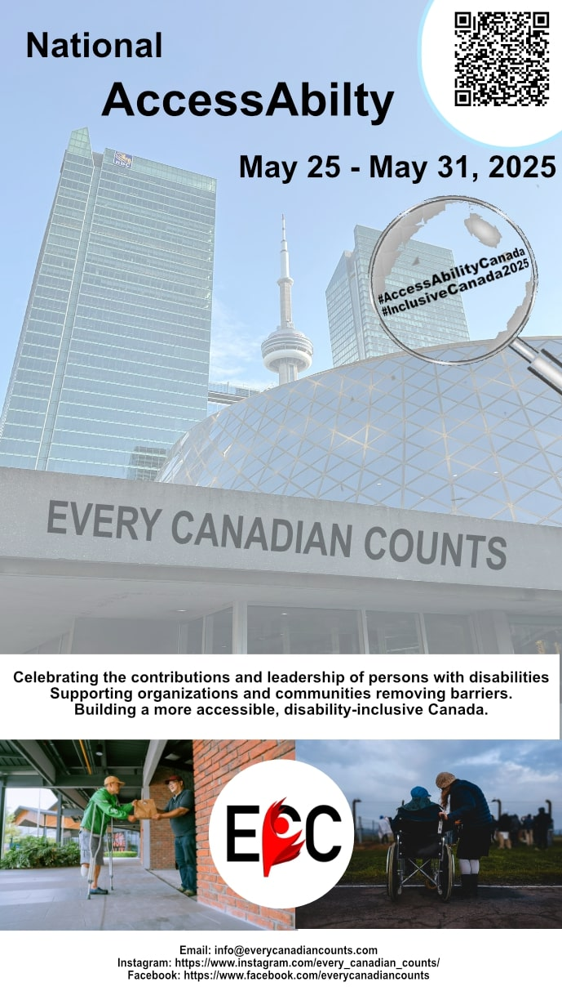 National
AccessAbilty
May 25 - May 31, 2025
RBC
#AccessAbilityCanada
#InclusiveCanada2025
EVERY CANADIAN COUNTS
Celebrating the contributions and leadership of persons with disabilities
Supporting organizations and communities removing barriers.
Building a more accessible, disability-inclusive Canada.
ECC
Email: info@everycanadiancounts.com
Instagram: https://www.instagram.com/every_canadian_counts/
Facebook: https://www.facebook.com/everycanadiancounts